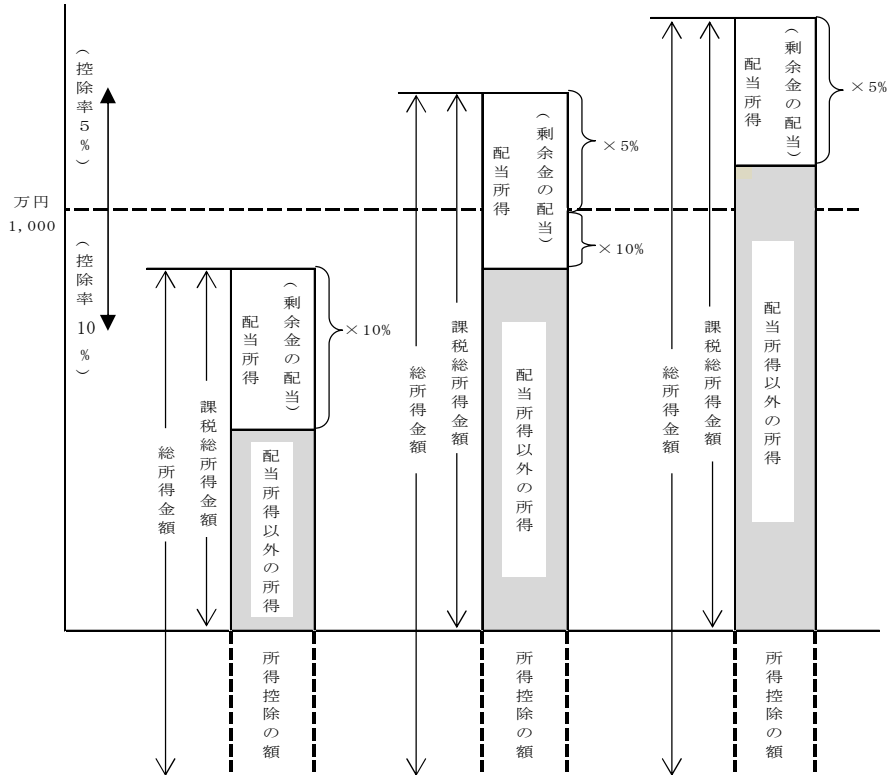 （控除率５％）
万円
1,000
（控除率 10 ％）
総所得金額
課税総所得金額
配当所得
（剰余金の配当）
×10%
配当所得以外の所得
所得控除の額
総所得金額
課税総所得金額
配当所得
（剰余金の配当）
×5%
×10%
配当所得以外の所得
所得控除の額
総所得金額
課税総所得金額
配当所得
（剰余金の配当）
×5%
配当所得以外の所得
所得控除の額